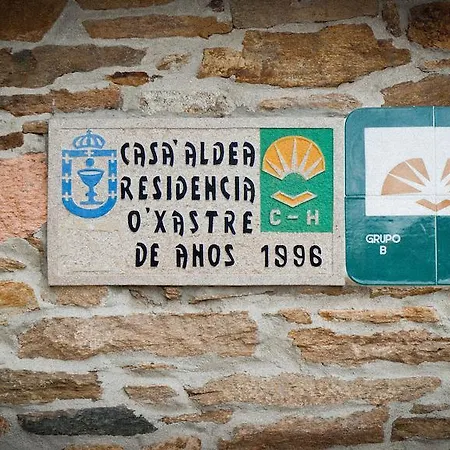 CASA'ALDEA
RESIDENCIA
O'XASTRE
DE ANOS 1996
C-H
GRUPO
B